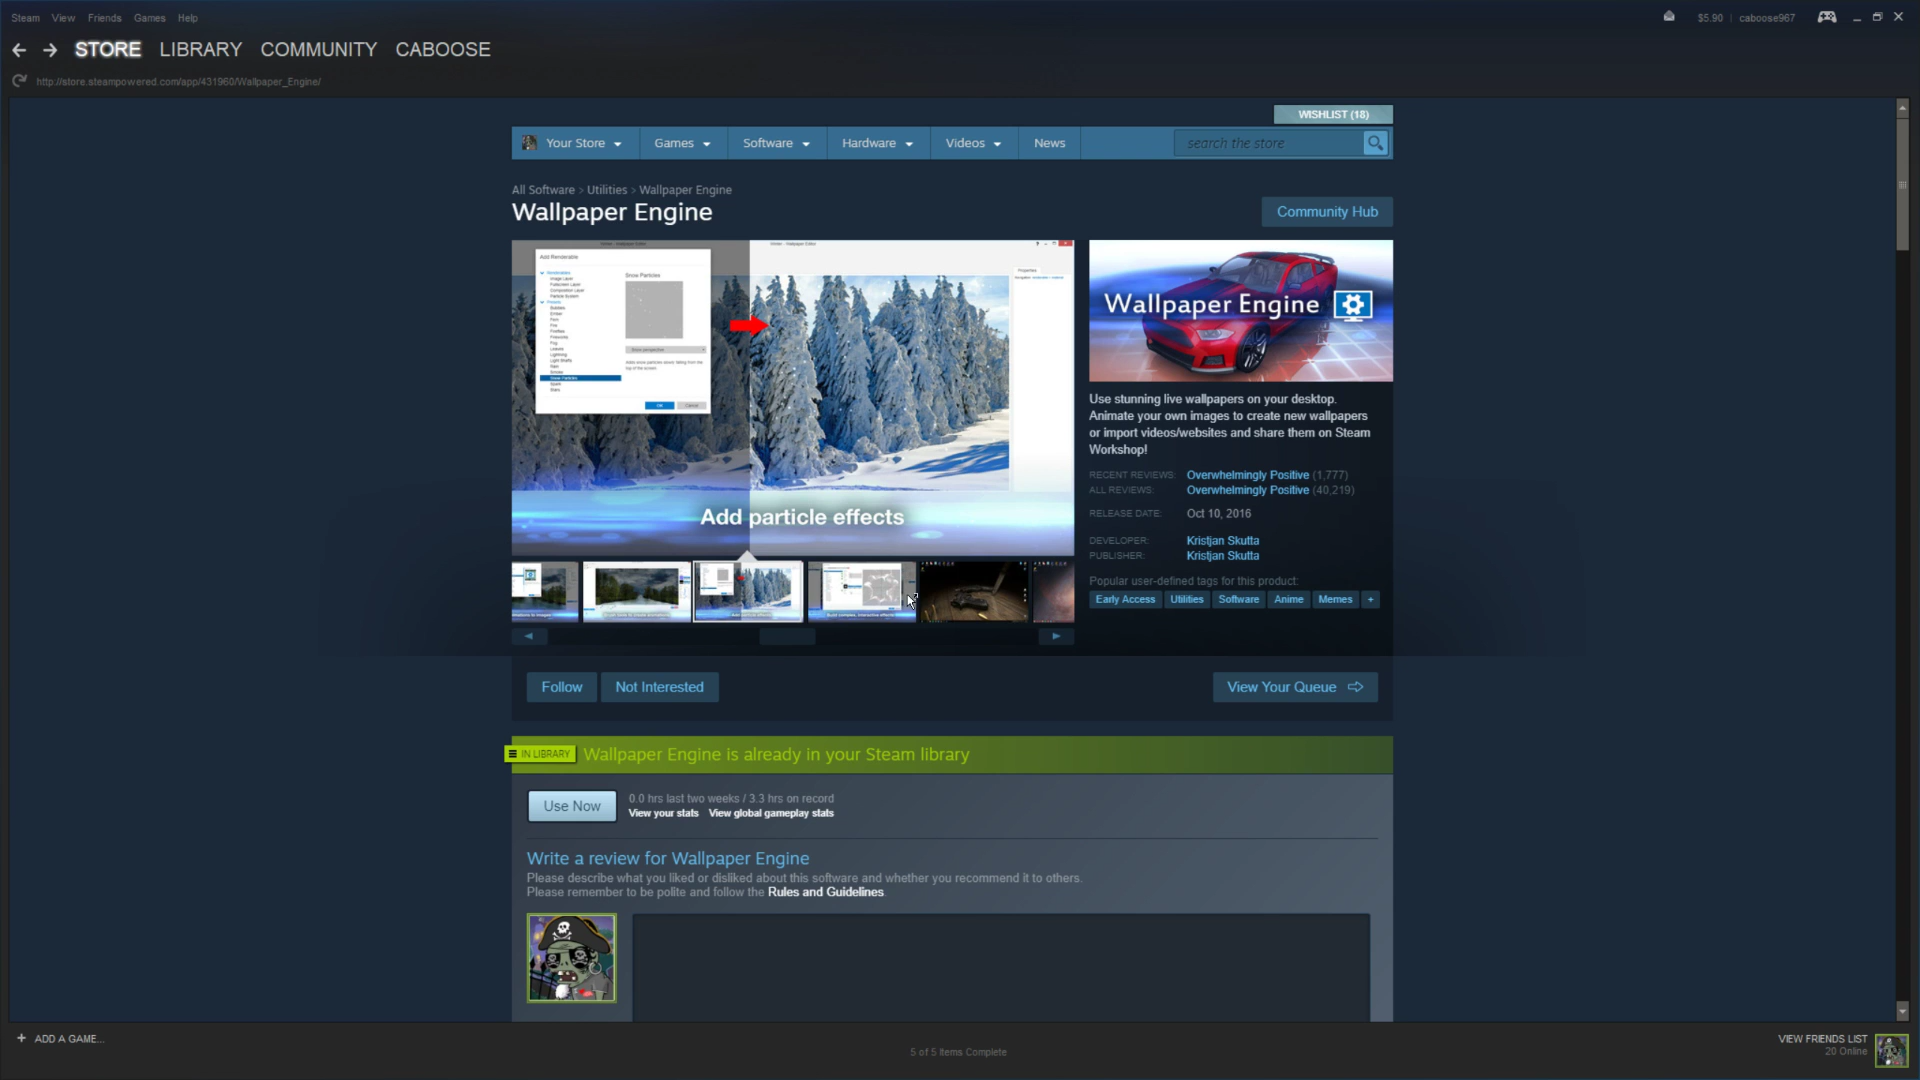 Steam View Friends Games Help
$5.90 | caboose967
STORE LIBRARY COMMUNITY CABOOSE
http://store.steampowered.com/app/431960/Wallpaper_Engine/
WISHLIST (18)
Your Store Games Software Hardware Videos News
search the store
All Software > Utilities > Wallpaper Engine
Wallpaper Engine
Community Hub
Add Renderable
Snow Particles
Properties
OK Cancel
Add particle effects
Wallpaper Engine
Use stunning live wallpapers on your desktop.
Animate your own images to create new wallpapers
or import videos/websites and share them on Steam
Workshop!
RECENT REVIEWS: Overwhelmingly Positive (1,777)
ALL REVIEWS: Overwhelmingly Positive (40,219)
RELEASE DATE: Oct 10, 2016
DEVELOPER: Kristjan Skutta
PUBLISHER: Kristjan Skutta
Popular user-defined tags for this product:
Early Access Utilities Software Anime Memes +
Follow Not Interested
View Your Queue
IN LIBRARY Wallpaper Engine is already in your Steam library
Use Now
0.0 hrs last two weeks / 3.3 hrs on record
View your stats View global gameplay stats
Write a review for Wallpaper Engine
Please describe what you liked or disliked about this software and whether you recommend it to others.
Please remember to be polite and follow the Rules and Guidelines.
+ ADD A GAME...
5 of 5 Items Complete
VIEW FRIENDS LIST
20 Online